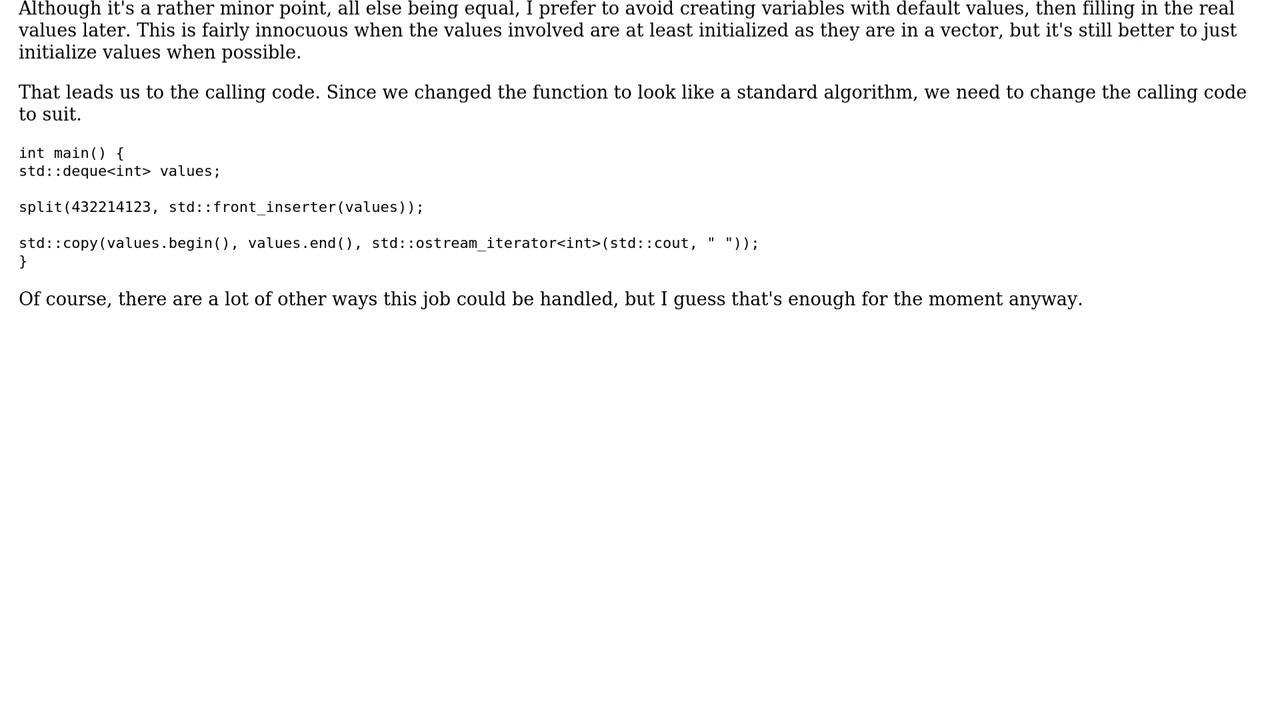 Although it's a rather minor point, all else being equal, I prefer to avoid creating variables with default values, then filling in the real
values later. This is fairly innocuous when the values involved are at least initialized as they are in a vector, but it's still better to just
initialize values when possible.
That leads us to the calling code. Since we changed the function to look like a standard algorithm, we need to change the calling code
to suit.
int main() {
std::deque<int> values;
split(432214123, std::front_inserter(values));
std::copy(values.begin(), values.end(), std::ostream_iterator<int>(std::cout, " "));
}
Of course, there are a lot of other ways this job could be handled, but I guess that's enough for the moment anyway.